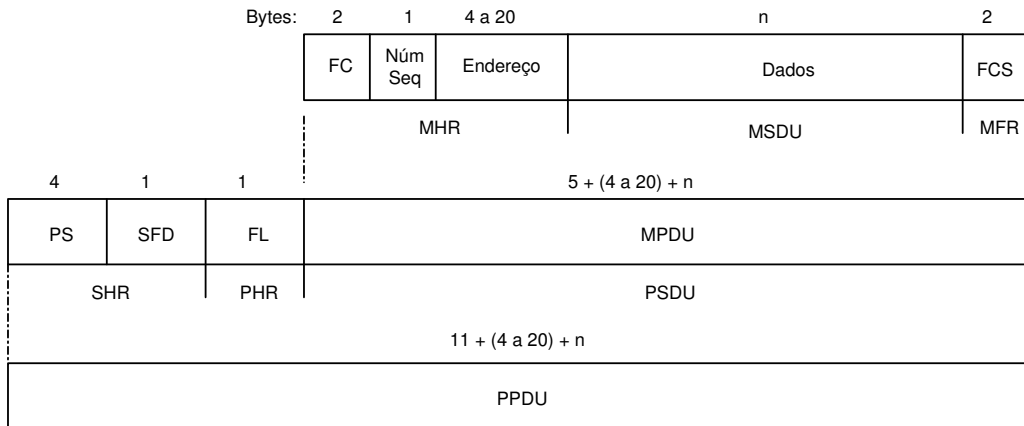 Bytes: 2 1 4 a 20 n 2
FC Núm Seq Endereço Dados FCS
MHR MSDU MFR
4 1 1 5 + (4 a 20) + n
PS SFD FL MPDU
SHR PHR PSDU
11 + (4 a 20) + n
PPDU